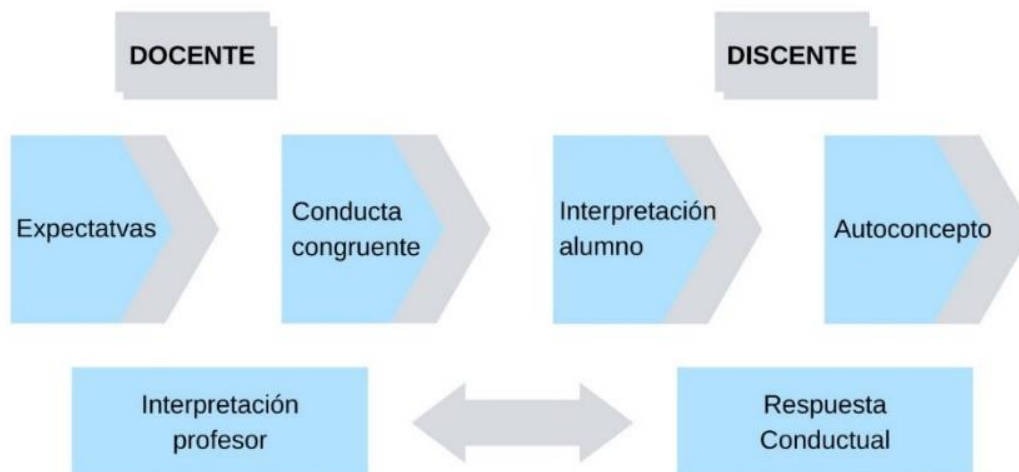 DOCENTE
DISCENTE
Expectatvas
Conducta
congruente
Interpretación
alumno
Autoconcepto
Interpretación
profesor
Respuesta
Conductual